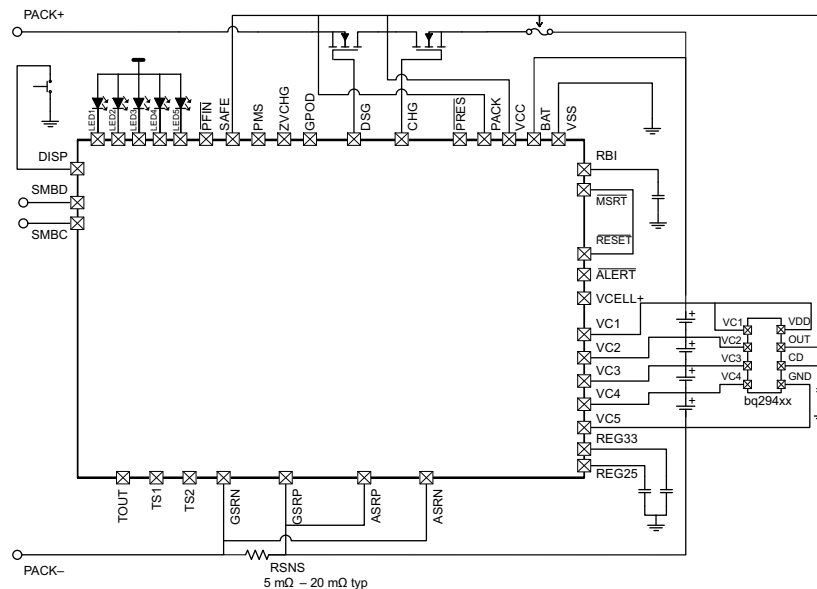 PACK+
LED1
LED2
LED3
LED4
LED5
PFIN
SAFE
PMS
ZVCHG
GPOD
DSG
CHG
PRES
PACK
VCC
BAT
VSS
DISP
SMBD
SMBC
RBI
MSRT
RESET
ALERT
VCELL+
VC1
VC2
VC3
VC4
VC5
REG33
REG25
+
+
+
+
VC1
VC2
VC3
VC4
VDD
OUT
CD
GND
bq294xx
TOUT
TS1
TS2
GSRN
GSRP
ASRP
ASRN
PACK–
RSNS
5 mΩ – 20 mΩ typ